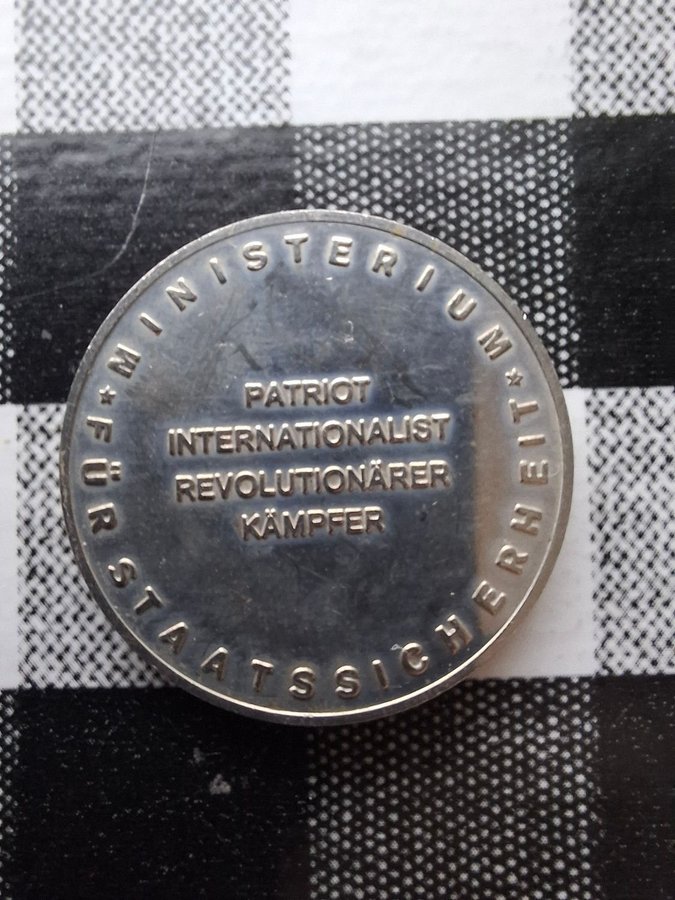 ★ MINISTERIUM ★
FÜR STAATSSICHERHEIT
PATRIOT
INTERNATIONALIST
REVOLUTIONÄRER
KÄMPFER